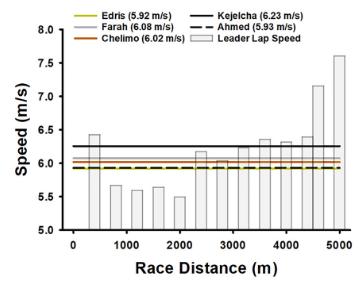 Edris (5.92 m/s)
Farah (6.08 m/s)
Chelimo (6.02 m/s)
Kejelcha (6.23 m/s)
Ahmed (5.93 m/s)
Leader Lap Speed
Speed (m/s)
8.0
7.5
7.0
6.5
6.0
5.5
5.0
0
1000
2000
3000
4000
5000
Race Distance (m)